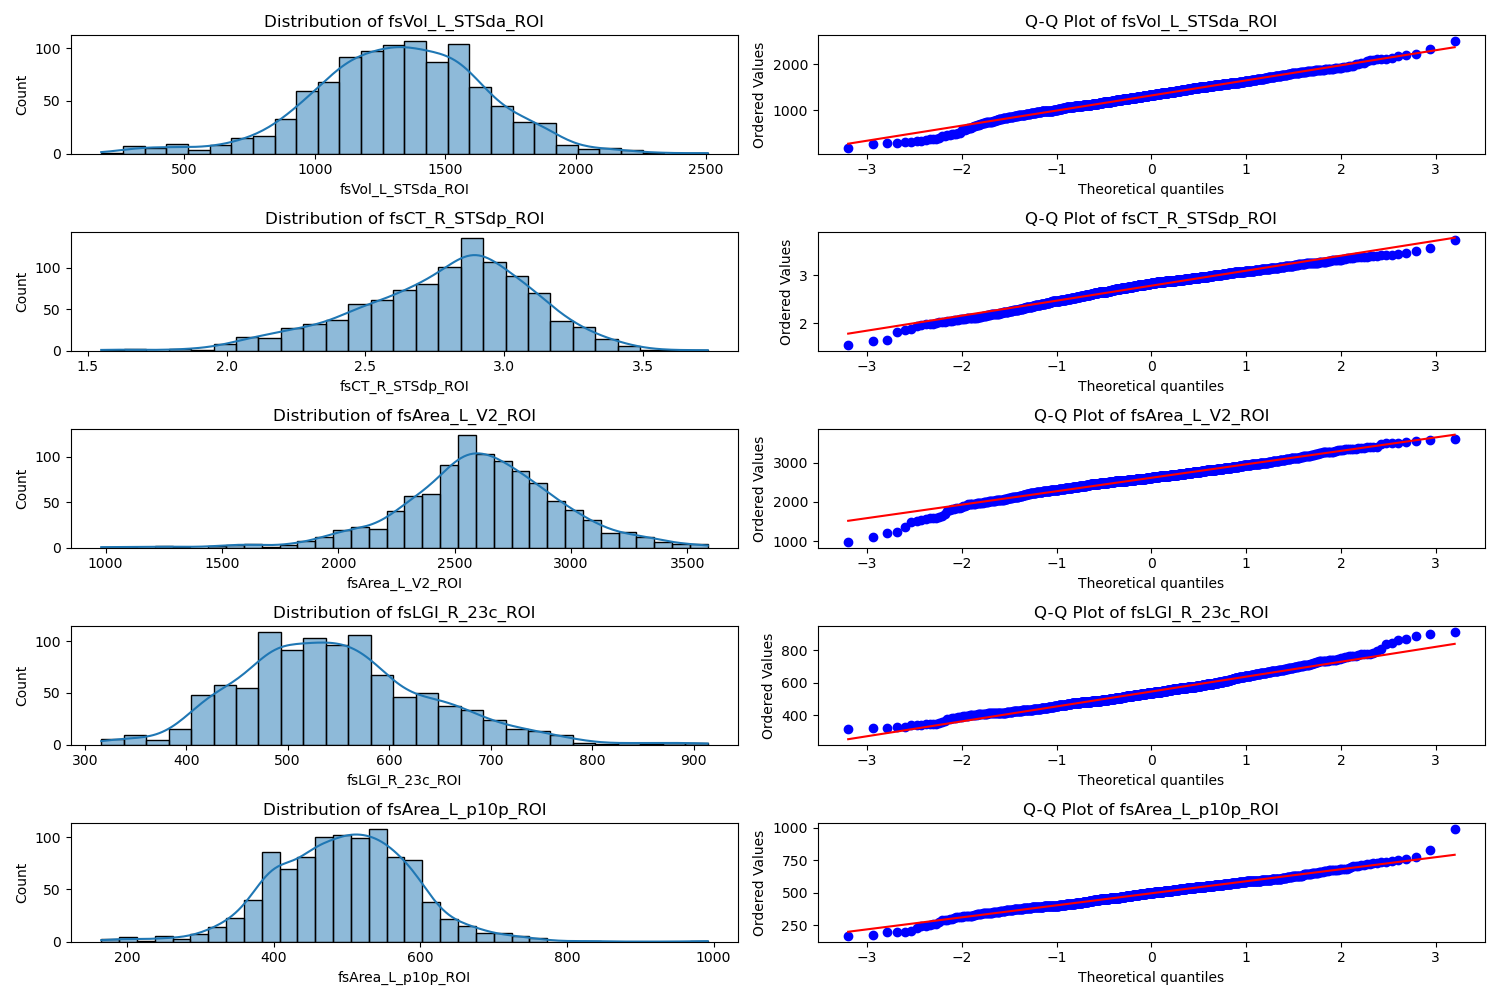 Distribution of fsVol_L_STSda_ROI
Count
100
50
0
500 1000 1500 2000 2500
fsVol_L_STSda_ROI
Q-Q Plot of fsVol_L_STSda_ROI
Ordered Values
2000
1000
−3 −2 −1 0 1 2 3
Theoretical quantiles
Distribution of fsCT_R_STSdp_ROI
Count
100
50
0
1.5 2.0 2.5 3.0 3.5
fsCT_R_STSdp_ROI
Q-Q Plot of fsCT_R_STSdp_ROI
Ordered Values
3
2
−3 −2 −1 0 1 2 3
Theoretical quantiles
Distribution of fsArea_L_V2_ROI
Count
100
50
0
1000 1500 2000 2500 3000 3500
fsArea_L_V2_ROI
Q-Q Plot of fsArea_L_V2_ROI
Ordered Values
3000
2000
1000
−3 −2 −1 0 1 2 3
Theoretical quantiles
Distribution of fsLGI_R_23c_ROI
Count
100
50
0
300 400 500 600 700 800 900
fsLGI_R_23c_ROI
Q-Q Plot of fsLGI_R_23c_ROI
Ordered Values
800
600
400
−3 −2 −1 0 1 2 3
Theoretical quantiles
Distribution of fsArea_L_p10p_ROI
Count
100
50
0
200 400 600 800 1000
fsArea_L_p10p_ROI
Q-Q Plot of fsArea_L_p10p_ROI
Ordered Values
1000
750
500
250
−3 −2 −1 0 1 2 3
Theoretical quantiles